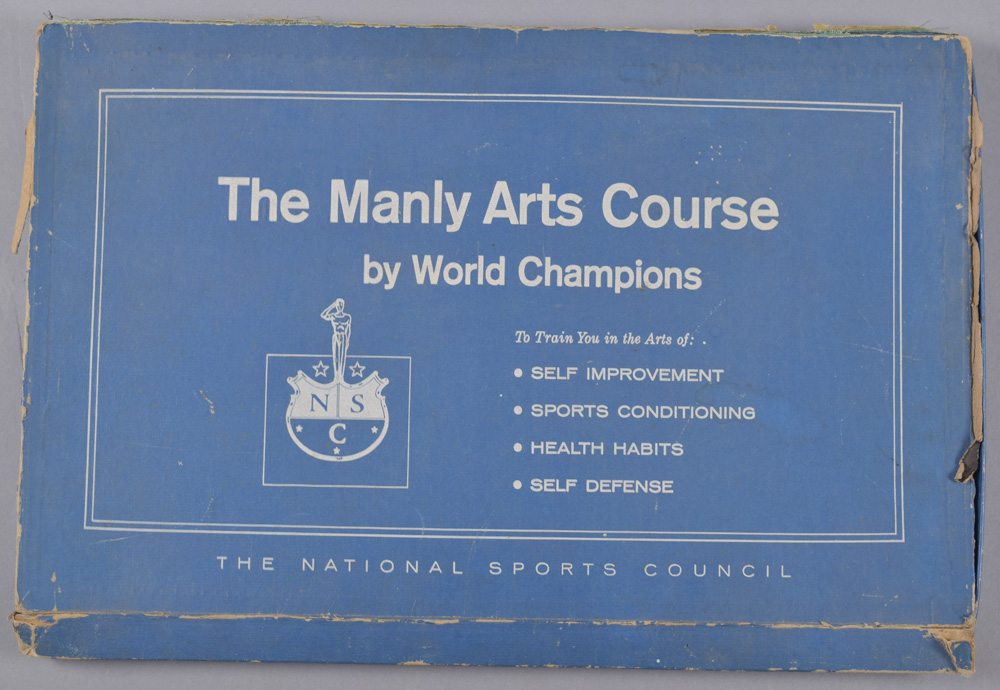 The Manly Arts Course
by World Champions
To Train You in the Arts of:
• SELF IMPROVEMENT
• SPORTS CONDITIONING
• HEALTH HABITS
• SELF DEFENSE
N S
C
THE NATIONAL SPORTS COUNCIL